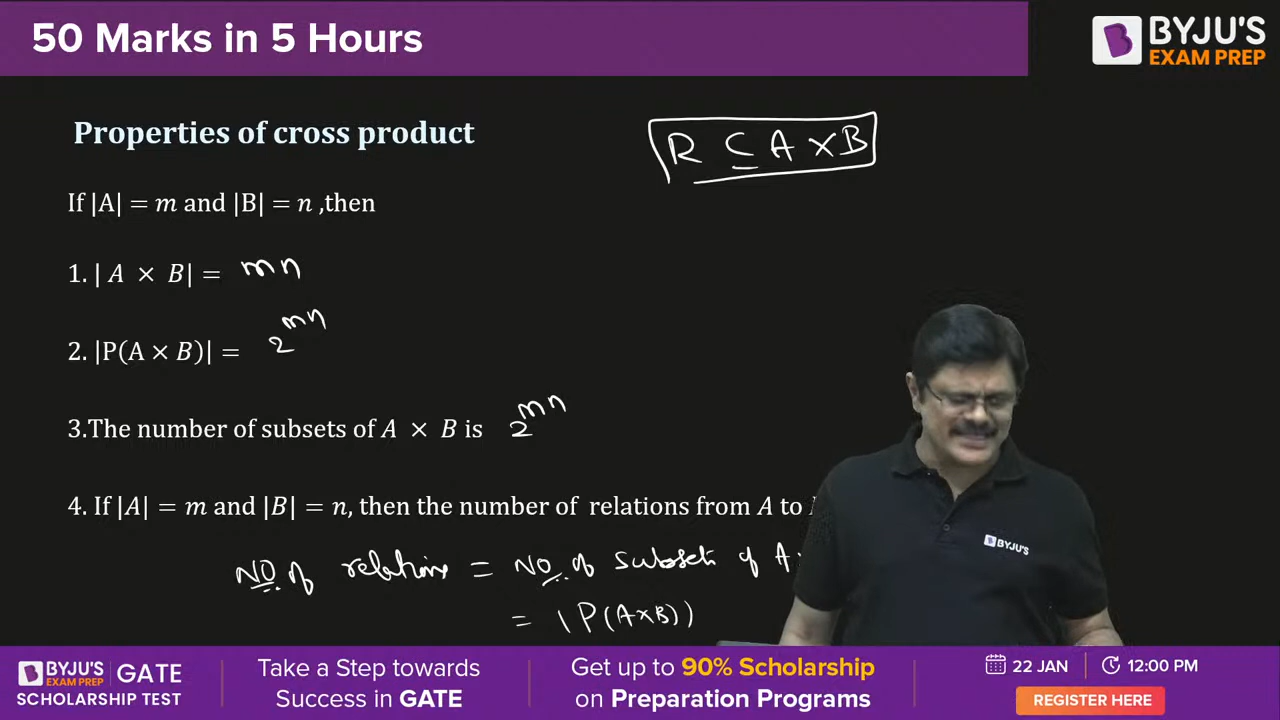 50 Marks in 5 Hours
BYJU'S
EXAM PREP
Properties of cross product
R ⊆ A × B
If |A| = m and |B| = n ,then
1. | A × B| = mn
2. |P(A × B)| = 2^mn
3.The number of subsets of A × B is 2^mn
4. If |A| = m and |B| = n, then the number of relations from A to
NO. of relations = NO. of subsets of A
= |P(A×B)|
BYJU'S
BYJU'S
EXAM PREP
GATE
SCHOLARSHIP TEST
Take a Step towards
Success in GATE
Get up to 90% Scholarship
on Preparation Programs
22 JAN
12:00 PM
REGISTER HERE